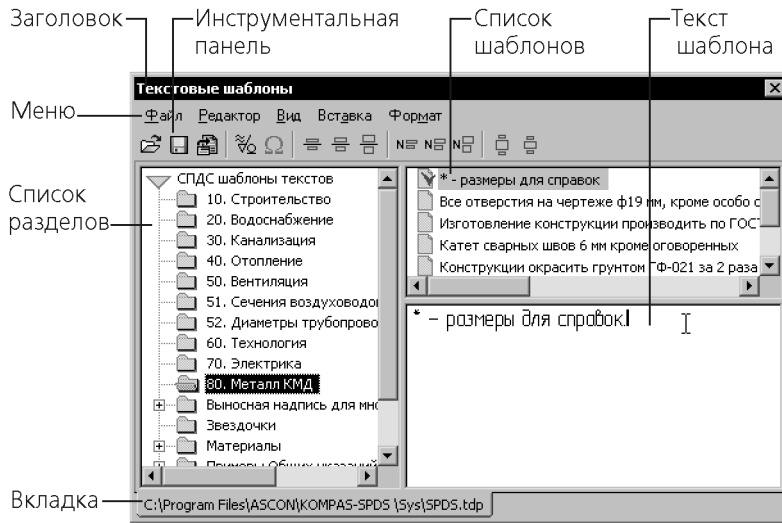 Заголовок
Инструментальная
панель
Список
шаблонов
Текст
шаблона
Текстовые шаблоны
Меню
Файл Редактор Вид Вставка Формат
Список
разделов
СПДС шаблоны текстов
10. Строительство
20. Водоснабжение
30. Канализация
40. Отопление
50. Вентиляция
51. Сечения воздуховодо
52. Диаметры трубопрово
60. Технология
70. Электрика
80. Металл КМД
Выносная надпись для мно
Звездочки
Материалы
Примеры Общих указаний
* - размеры для справок
Все отверстия на чертеже ф19 мм, кроме особо о
Изготовление конструкции производить по ГОСТ
Катет сварных швов 6 мм кроме оговоренных
Конструкции окрасить грунтом ГФ-021 за 2 раза
* - размеры для справок.
Вкладка
C:\Program Files\ASCON\KOMPAS-SPDS \Sys\SPDS.tdp